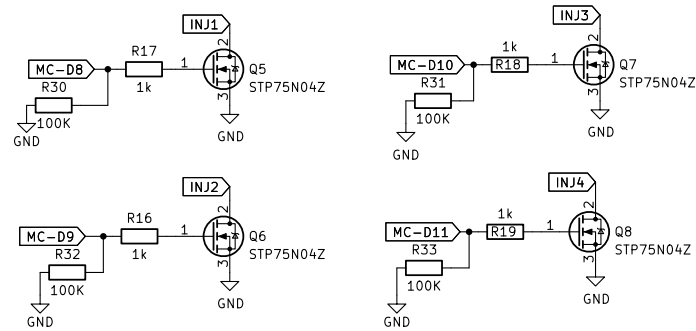 INJ1
R17
MC-D8
1
2
Q5
STP75N04Z
R30
1k
3
100K
GND
GND
INJ3
1k
MC-D10
R18
1
2
Q7
STP75N04Z
R31
3
100K
GND
GND
INJ2
R16
MC-D9
1
2
Q6
STP75N04Z
R32
1k
3
100K
GND
GND
INJ4
1k
MC-D11
R19
1
2
Q8
STP75N04Z
R33
3
100K
GND
GND